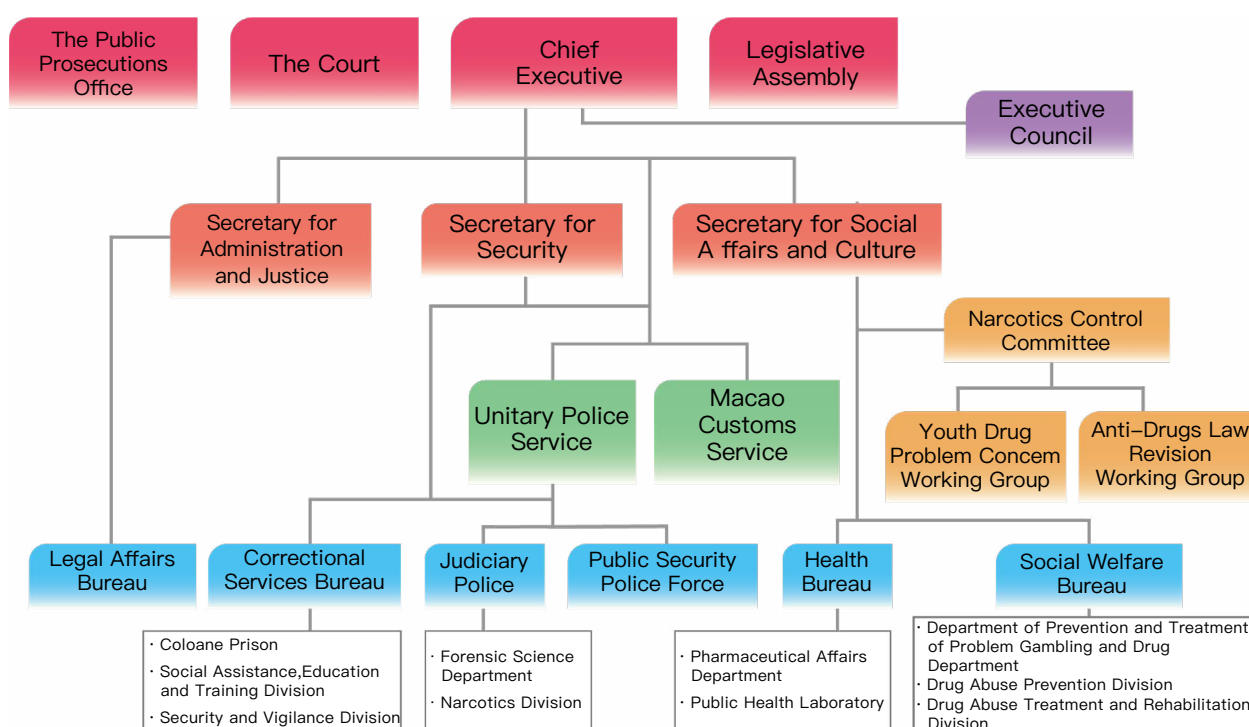 The Public
Prosecutions
Office
The Court
Chief
Executive
Legislative
Assembly
Executive
Council
Secretary for
Administration
and Justice
Secretary for
Security
Secretary for Social
A ffairs and Culture
Narcotics Control
Committee
Unitary Police
Service
Macao
Customs
Service
Youth Drug
Problem Concem
Working Group
Anti-Drugs Law
Revision
Working Group
Legal Affairs
Bureau
Correctional
Services Bureau
Judiciary
Police
Public Security
Police Force
Health
Bureau
Social Welfare
Bureau
· Coloane Prison
· Social Assistance,Education
and Training Division
· Security and Vigilance Division
· Forensic Science
Department
· Narcotics Division
· Pharmaceutical Affairs
Department
· Public Health Laboratory
· Department of Prevention and Treatment
of Problem Gambling and Drug
Department
· Drug Abuse Prevention Division
· Drug Abuse Treatment and Rehabilitation
Division